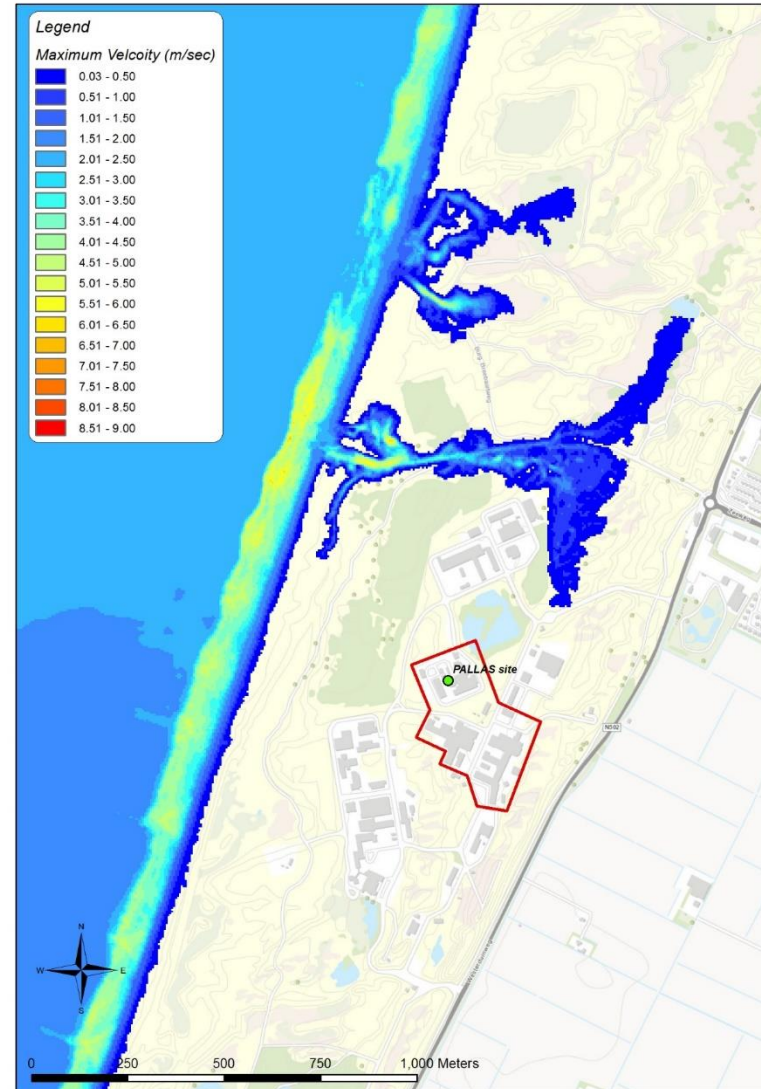 Legend
Maximum Velcoity (m/sec)
0.03 - 0.50
0.51 - 1.00
1.01 - 1.50
1.51 - 2.00
2.01 - 2.50
2.51 - 3.00
3.01 - 3.50
3.51 - 4.00
4.01 - 4.50
4.51 - 5.00
5.01 - 5.50
5.51 - 6.00
6.01 - 6.50
6.51 - 7.00
7.01 - 7.50
7.51 - 8.00
8.01 - 8.50
8.51 - 9.00
PALLAS site
N502
N
W E
S
0 250 500 750 1,000 Meters